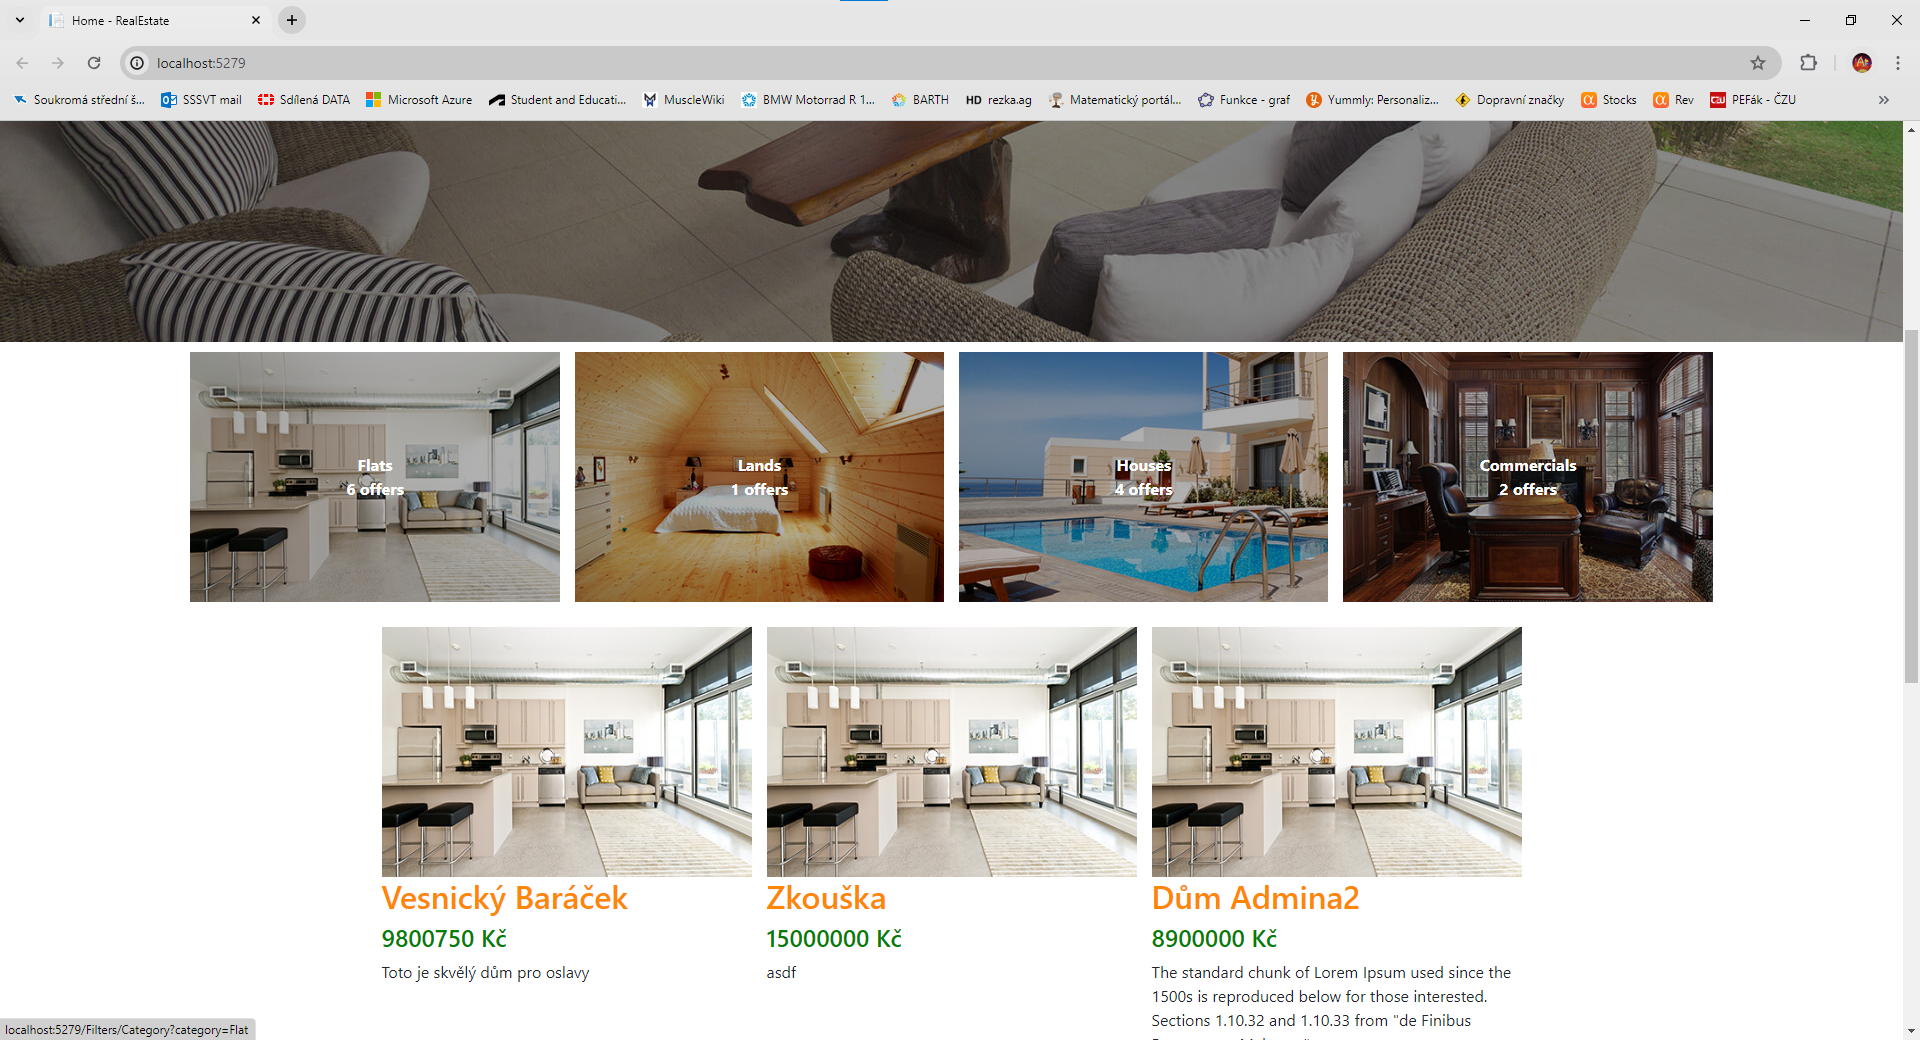 Home - RealEstate
localhost:5279
Soukromá střední š...
SSSVT mail
Sdílená DATA
Microsoft Azure
Student and Educati...
MuscleWiki
BMW Motorrad R 1...
BARTH
HD rezka.ag
Matematický portál...
Funkce - graf
Yummly: Personaliz...
Dopravní značky
Stocks
Rev
PEFák - ČZU
Flats
6 offers
Lands
1 offers
Houses
4 offers
Commercials
2 offers
Vesnický Baráček
9800750 Kč
Toto je skvělý dům pro oslavy
Zkouška
15000000 Kč
asdf
Dům Admina2
8900000 Kč
The standard chunk of Lorem Ipsum used since the
1500s is reproduced below for those interested.
Sections 1.10.32 and 1.10.33 from "de Finibus
localhost:5279/Filters/Category?category=Flat